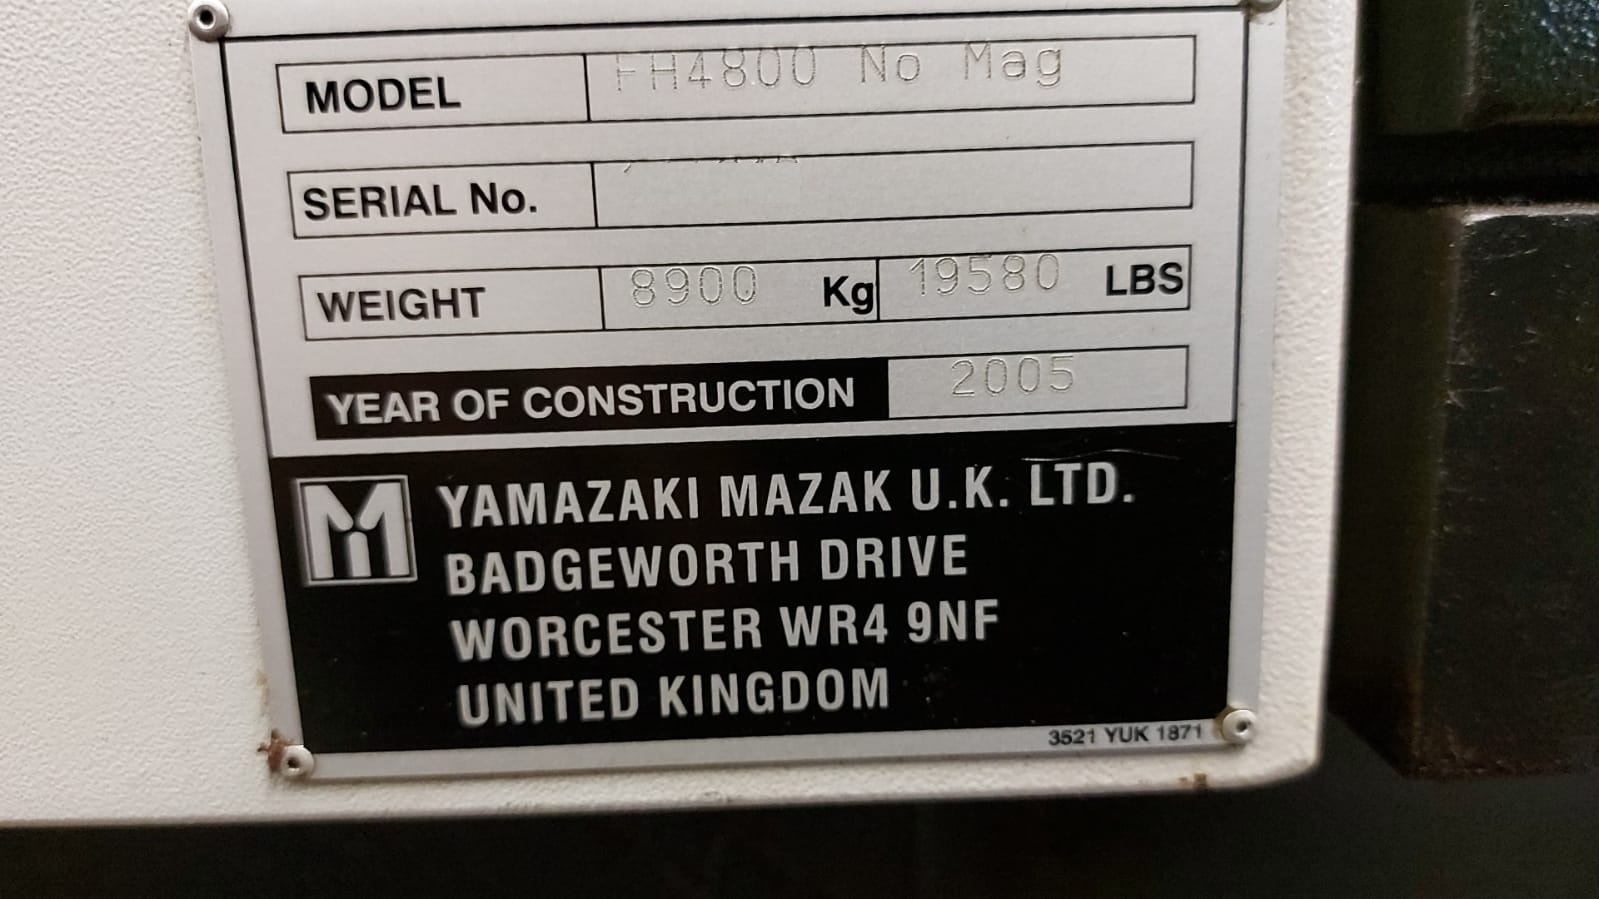 MODEL FH4800 No Mag
SERIAL No.
WEIGHT 8900 Kg 19580 LBS
YEAR OF CONSTRUCTION 2005
YAMAZAKI MAZAK U.K. LTD.
BADGEWORTH DRIVE
WORCESTER WR4 9NF
UNITED KINGDOM
3521 YUK 1871